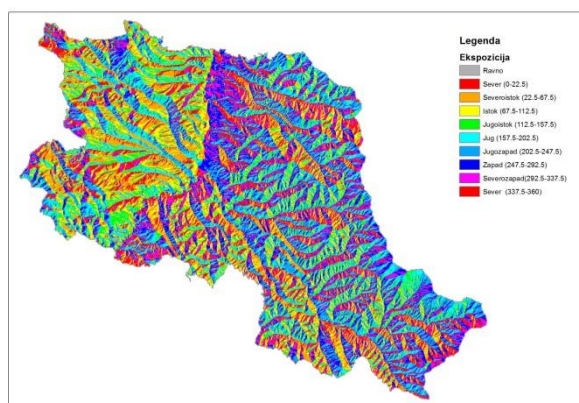 Legenda
Ekspozicija
Ravno
Sever (0-22.5)
Severoistok (22.5-67.5)
Istok (67.5-112.5)
Jugoistok (112.5-157.5)
Jug (157.5-202.5)
Jugozapad (202.5-247.5)
Zapad (247.5-292.5)
Severozapad(292.5-337.5)
Sever (337.5-360)